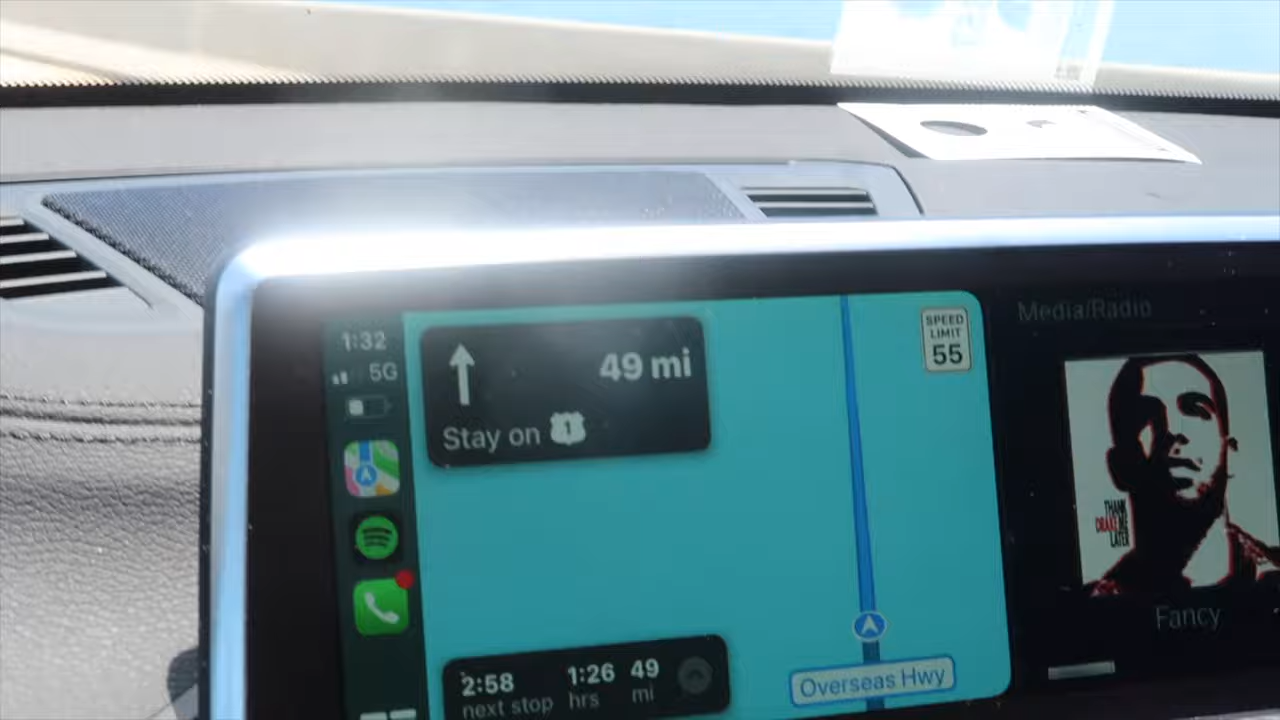 1:32
5G
49 mi
Stay on 1
SPEED
LIMIT
55
Media/Radio
THANK
DRAKE ME
LATER
Fancy
2:58 1:26 49
next stop hrs mi
Overseas Hwy